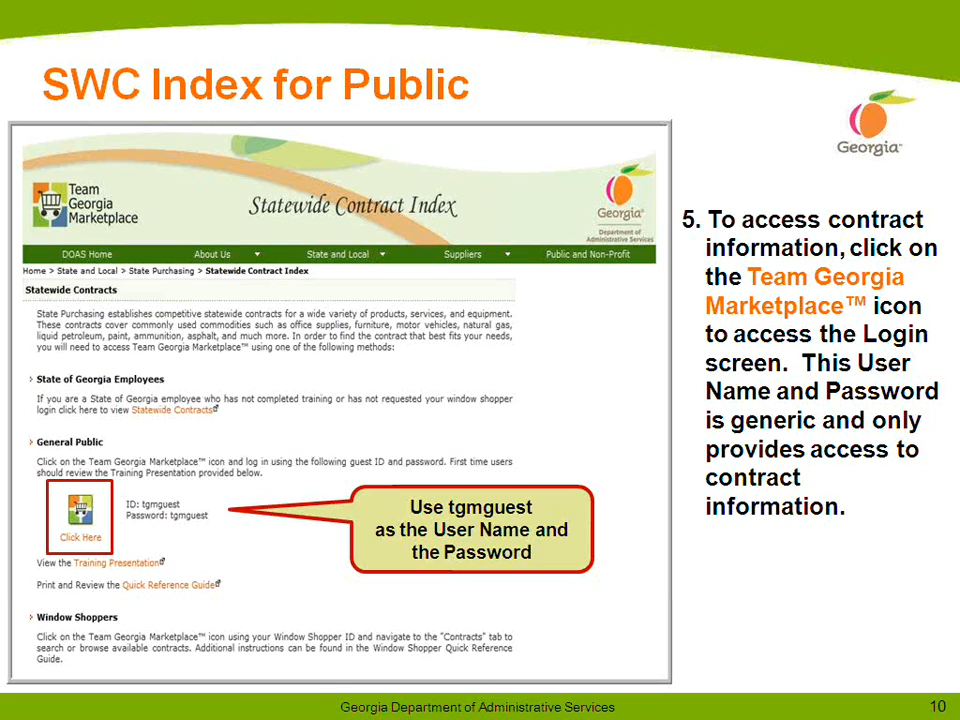 SWC Index for Public
Georgia™
Team
Georgia
Marketplace
Statewide Contract Index
Georgia®
Department of
Administrative Services
DOAS Home About Us State and Local Suppliers Public and Non-Profit
Home > State and Local > State Purchasing > Statewide Contract Index
Statewide Contracts
State Purchasing establishes competitive statewide contracts for a wide variety of products, services, and equipment.
These contracts cover commonly used commodities such as office supplies, furniture, motor vehicles, natural gas,
liquid petroleum, paint, ammunition, asphalt, and much more. In order to find the contract that best fits your needs,
you will need to access Team Georgia Marketplace™ using one of the following methods:
State of Georgia Employees
If you are a State of Georgia employee who has not completed training or has not requested your window shopper
login click here to view Statewide Contracts
General Public
Click on the Team Georgia Marketplace™ icon and log in using the following guest ID and password. First time users
should review the Training Presentation provided below.
ID: tgmguest
Password: tgmguest
Click Here
Use tgmguest
as the User Name and
the Password
View the Training Presentation
Print and Review the Quick Reference Guide
Window Shoppers
Click on the Team Georgia Marketplace™ icon using your Window Shopper ID and navigate to the "Contracts" tab to
search or browse available contracts. Additional instructions can be found in the Window Shopper Quick Reference
Guide.
5. To access contract
information, click on
the Team Georgia
Marketplace™ icon
to access the Login
screen. This User
Name and Password
is generic and only
provides access to
contract
information.
Georgia Department of Administrative Services
10